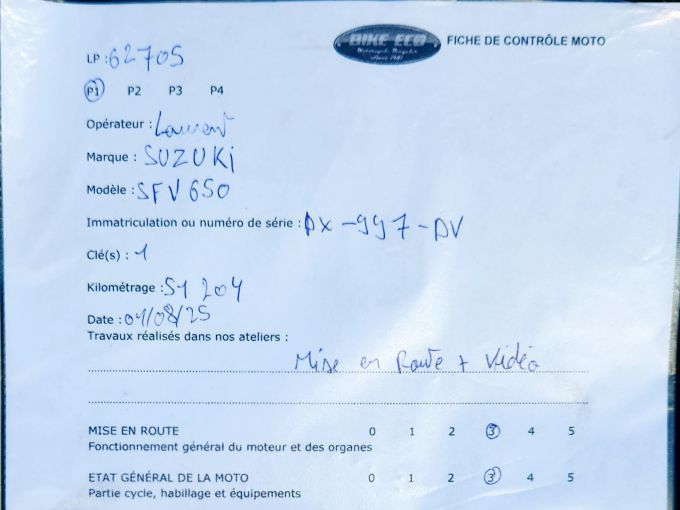 BIKE ECO
FICHE DE CONTRÔLE MOTO
LP : 62705
P1 P2 P3 P4
Opérateur : Laurent
Marque : SUZUKi
Modèle : SFV 650
Immatriculation ou numéro de série : DX-997-DV
Clé(s) : 1
Kilométrage : 51 204
Date : 01/08/25
Travaux réalisés dans nos ateliers :
Mise en Route + Vidéo
MISE EN ROUTE 0 1 2 3 4 5
Fonctionnement général du moteur et des organes
ETAT GÉNÉRAL DE LA MOTO 0 1 2 3 4 5
Partie cycle, habillage et équipements